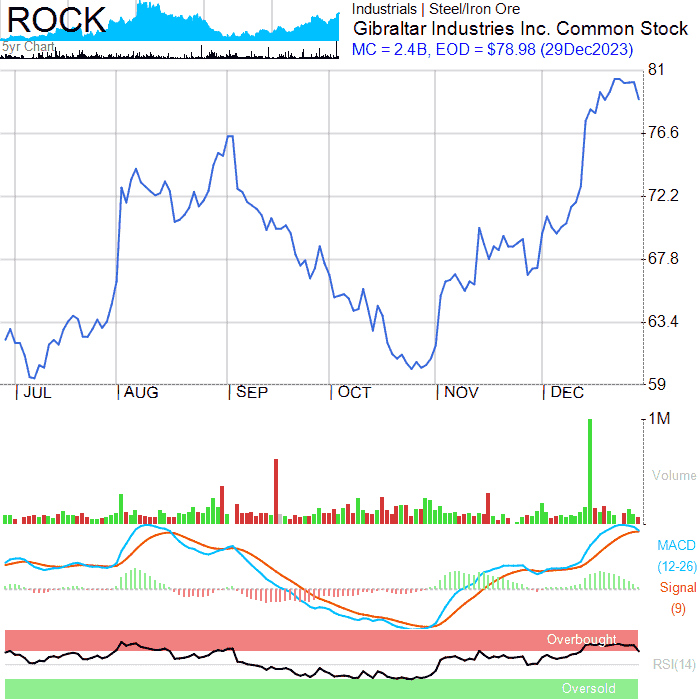 ROCK
5yr Chart
Industrials | Steel/Iron Ore
Gibraltar Industries Inc. Common Stock
MC = 2.4B, EOD = $78.98 (29Dec2023)
81
76.6
72.2
67.8
63.4
59
JUL AUG SEP OCT NOV DEC
1M
Volume
MACD
(12-26)
Signal
(9)
Overbought
RSI(14)
Oversold